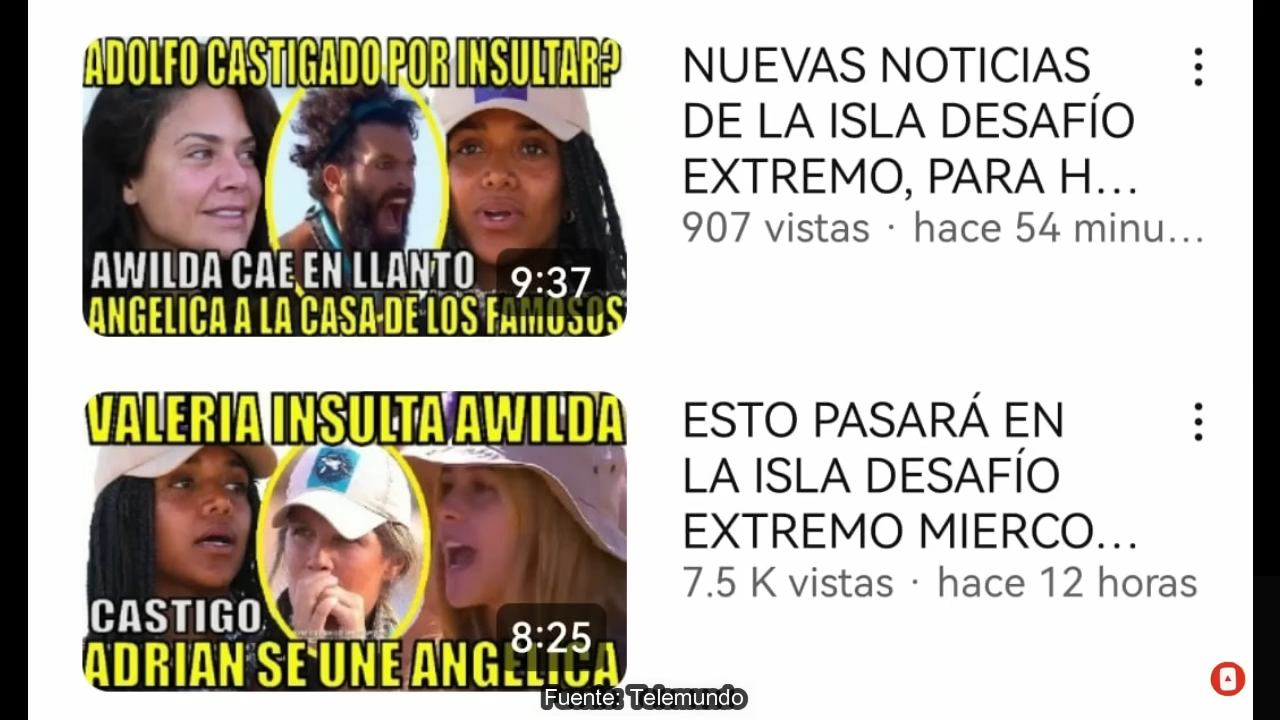 ADOLFO CASTIGADO POR INSULTAR?
AWILDA CAE EN LLANTO
ANGELICA A LA CASA DE LOS FAMOSOS
9:37
NUEVAS NOTICIAS
DE LA ISLA DESAFÍO
EXTREMO, PARA H...
907 vistas · hace 54 minu...
VALERIA INSULTA AWILDA
CASTIGO
ADRIAN SE UNE ANGELICA
8:25
ESTO PASARÁ EN
LA ISLA DESAFÍO
EXTREMO MIERCO...
7.5 K vistas · hace 12 horas
Fuente: Telemundo